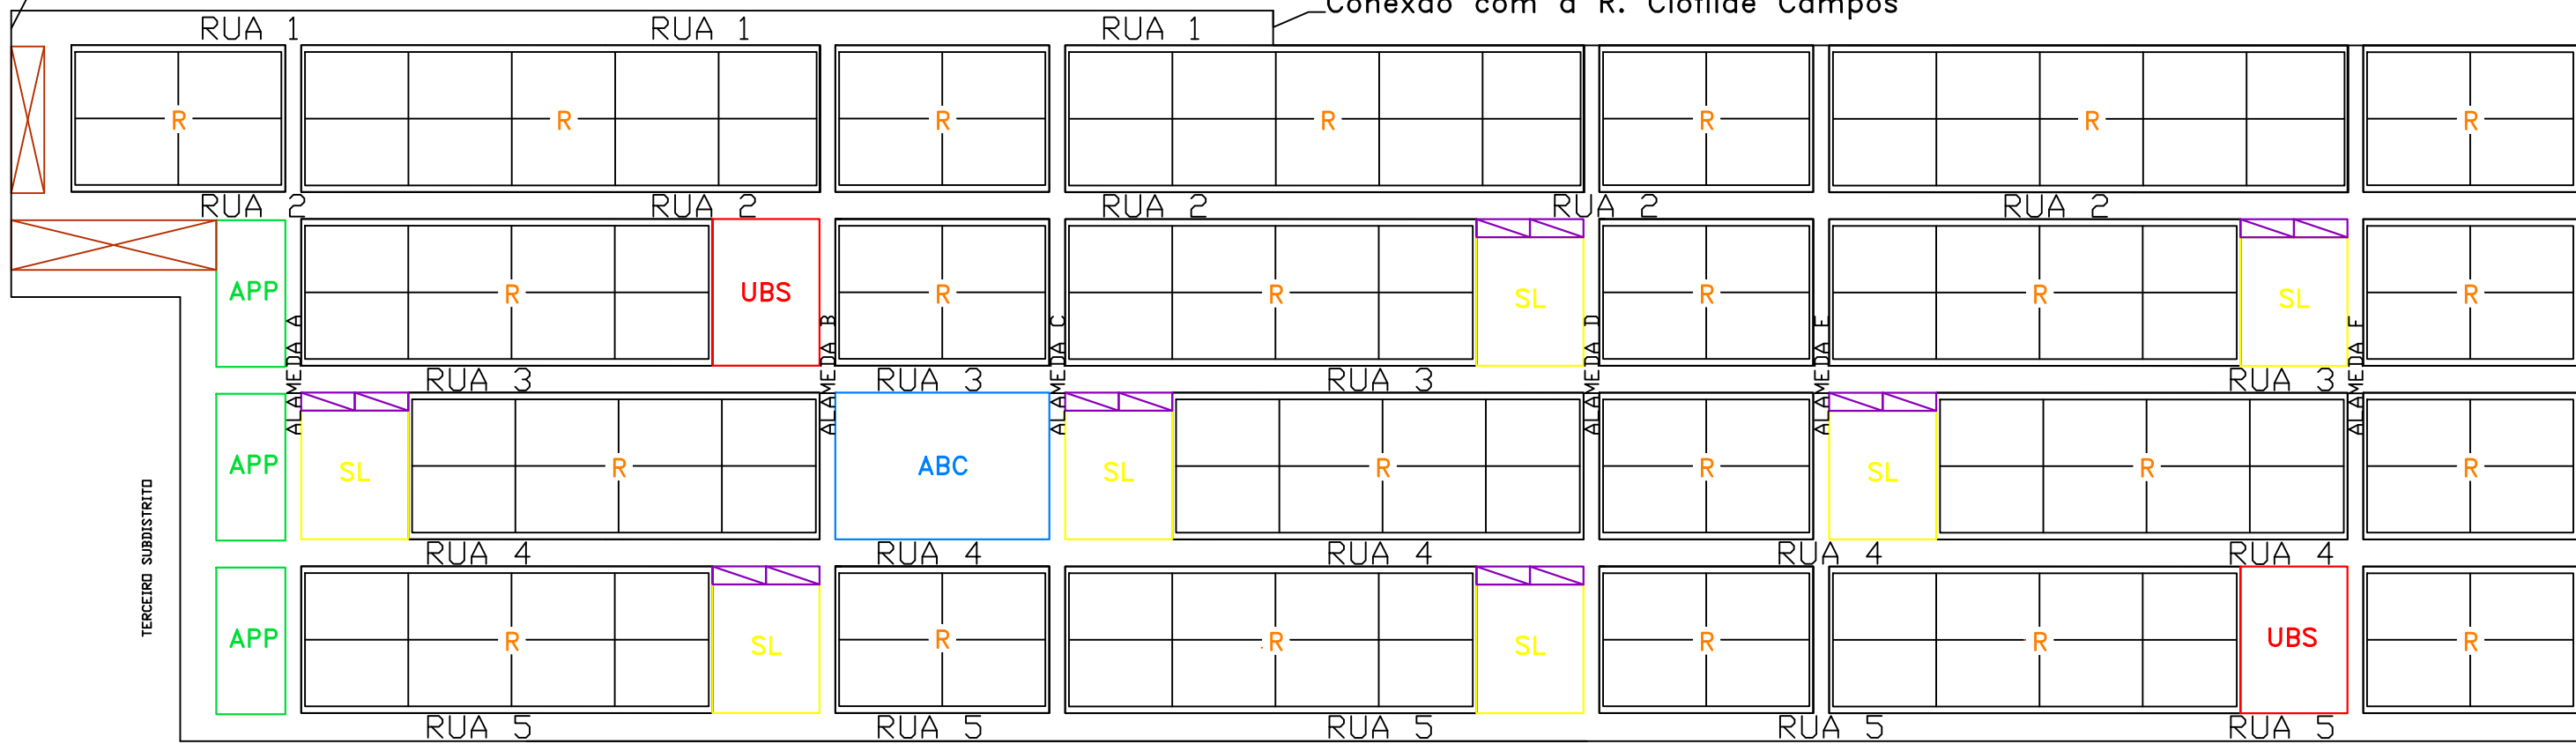 Conexão com a R. Clotilde Campos
RUA 1 RUA 1 RUA 1
R R R R R R R
RUA 2 RUA 2 RUA 2 RUA 2 RUA 2
APP R UBS R R SL R R SL R
ALAMEDA A ALAMEDA B ALAMEDA C ALAMEDA D ALAMEDA E ALAMEDA F
RUA 3 RUA 3 RUA 3 RUA 3
APP SL R ABC SL R R SL R R
TERCEIRO SUBDISTRITO
RUA 4 RUA 4 RUA 4 RUA 4 RUA 4
APP R SL R R SL R R UBS R
RUA 5 RUA 5 RUA 5 RUA 5 RUA 5